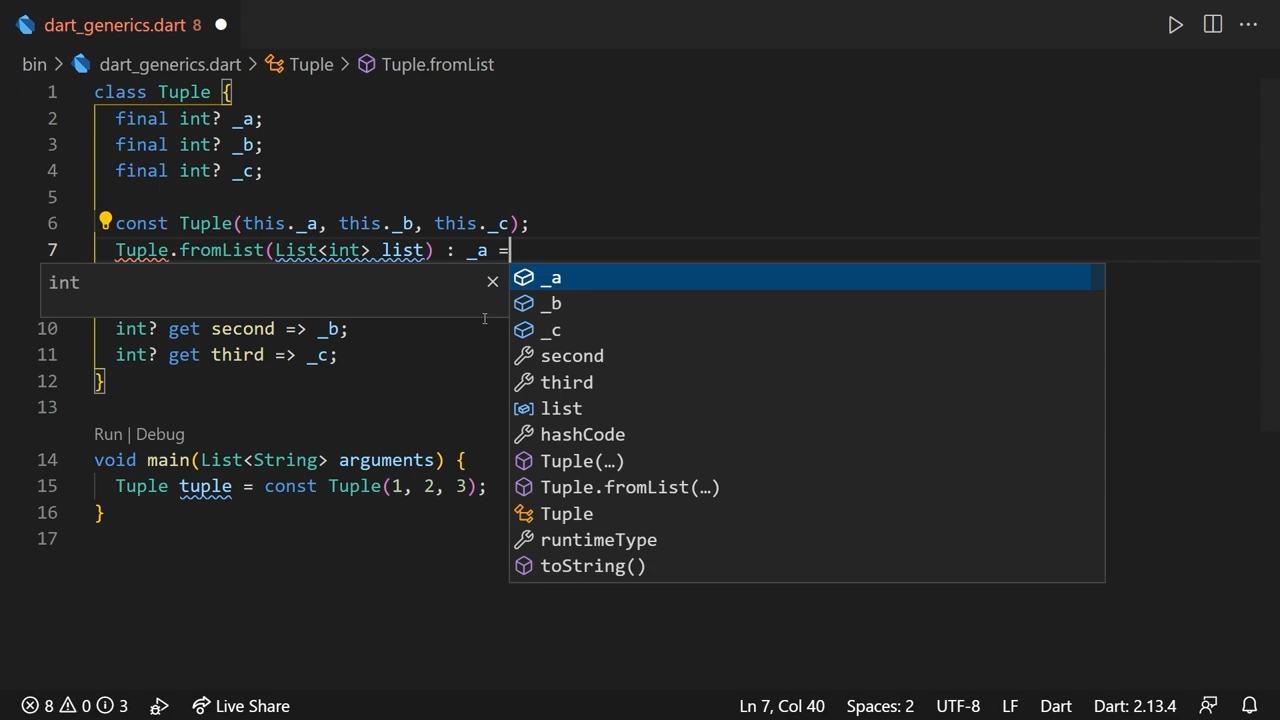 dart_generics.dart 8
bin > dart_generics.dart > Tuple > Tuple.fromList
1 class Tuple {
2 final int? _a;
3 final int? _b;
4 final int? _c;
5
6 const Tuple(this._a, this._b, this._c);
7 Tuple.fromList(List<int> list) : _a =
int
_a
_b
_c
second
third
list
hashCode
Tuple(…)
Tuple.fromList(…)
Tuple
runtimeType
toString()
10 int? get second => _b;
11 int? get third => _c;
12 }
13
Run | Debug
14 void main(List<String> arguments) {
15 Tuple tuple = const Tuple(1, 2, 3);
16 }
17
8 0 3 Live Share Ln 7, Col 40 Spaces: 2 UTF-8 LF Dart Dart: 2.13.4